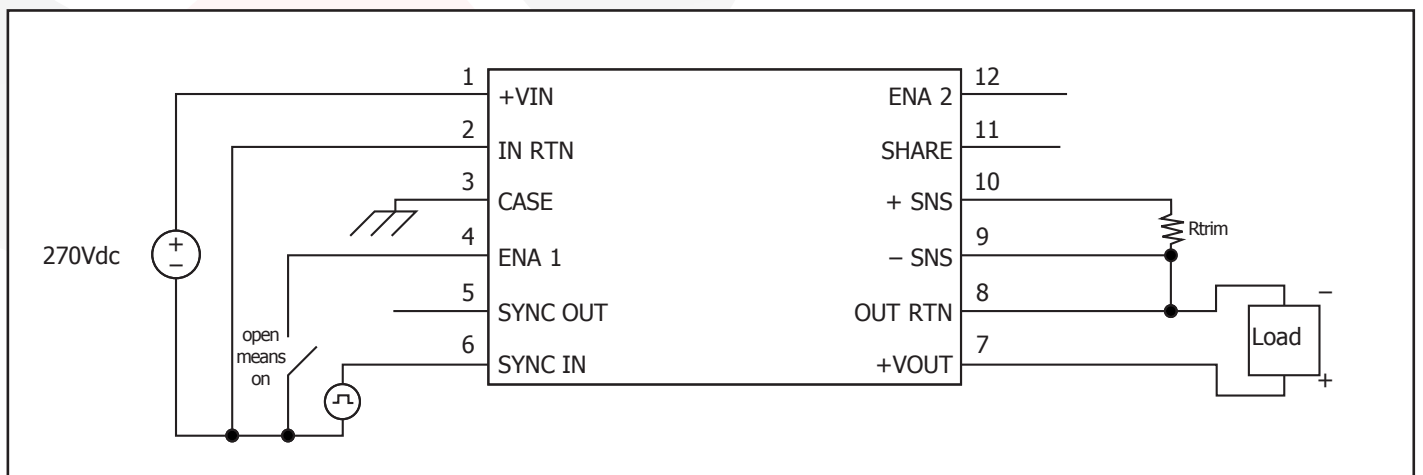 1
+VIN
2
IN RTN
3
CASE
4
ENA 1
5
SYNC OUT
6
SYNC IN
12
ENA 2
11
SHARE
10
+ SNS
9
– SNS
8
OUT RTN
7
+VOUT
270Vdc
+
–
open
means
on
Rtrim
–
Load
+